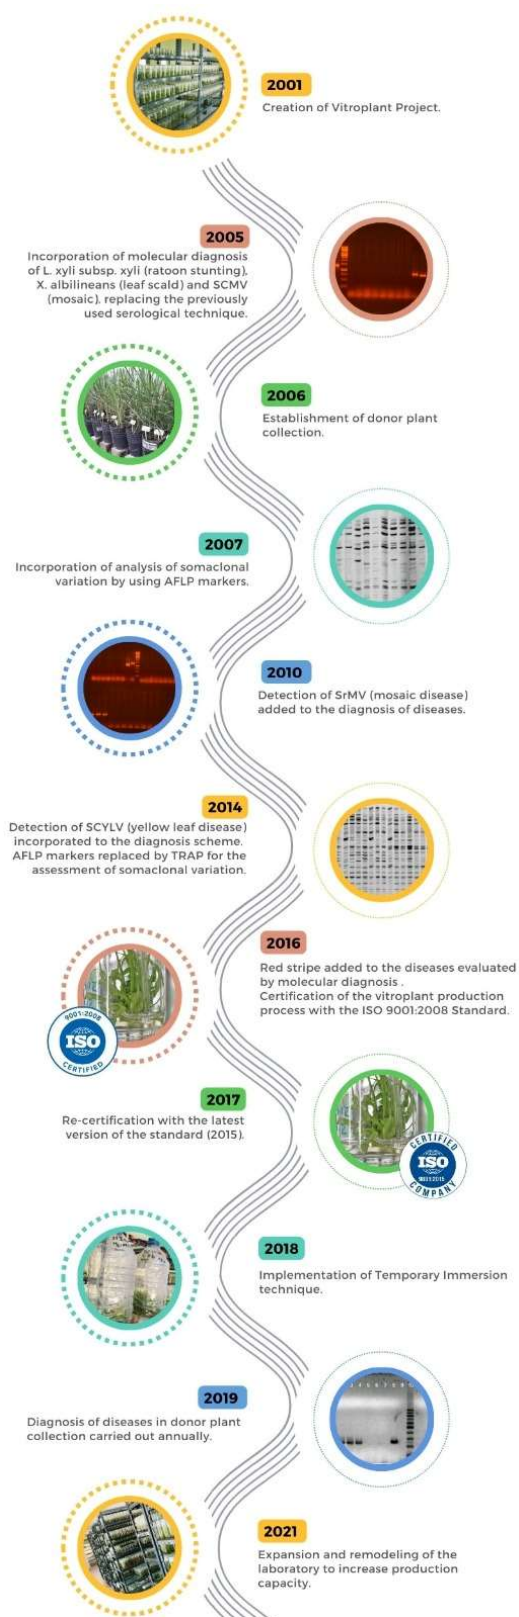 2001
Creation of Vitroplant Project.
2005
Incorporation of molecular diagnosis
of L. xyli subsp. xyli (ratoon stunting),
X. albilineans (leaf scald) and SCMV
(mosaic), replacing the previously
used serological technique.
2006
Establishment of donor plant
collection.
2007
Incorporation of analysis of somaclonal
variation by using AFLP markers.
2010
Detection of SrMV (mosaic disease)
added to the diagnosis of diseases.
2014
Detection of SCYLV (yellow leaf disease)
incorporated to the diagnosis scheme.
AFLP markers replaced by TRAP for the
assessment of somaclonal variation.
2016
Red stripe added to the diseases evaluated
by molecular diagnosis .
Certification of the vitroplant production
process with the ISO 9001:2008 Standard.
9001:2008
ISO
CERTIFIED
2017
Re-certification with the latest
version of the standard (2015).
CERTIFIED
ISO
9001:2015
COMPANY
2018
Implementation of Temporary Immersion
technique.
2019
Diagnosis of diseases in donor plant
collection carried out annually.
2021
Expansion and remodeling of the
laboratory to increase production
capacity.